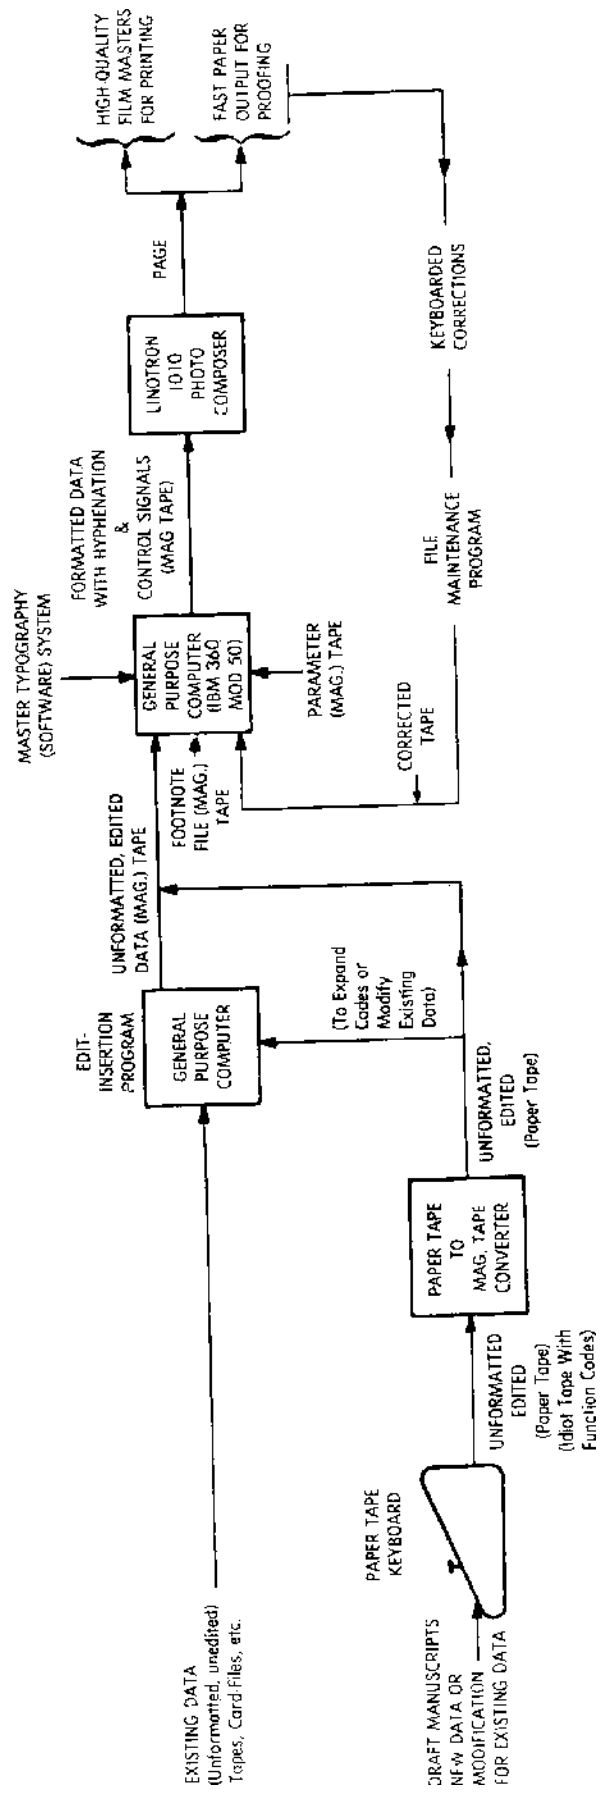 EXISTING DATA
(Unformatted, unedited)
Tapes, Card-Files, etc.
DRAFT MANUSCRIPTS
NEW DATA OR
MODIFICATION
FOR EXISTING DATA
PAPER TAPE
KEYBOARD
UNFORMATTED
EDITED
(Paper Tape)
(Idiot Tape With
Function Codes)
PAPER TAPE
TO
MAG. TAPE
CONVERTER
UNFORMATTED,
EDITED
(Paper Tape)
EDIT-
INSERTION
PROGRAM
GENERAL
PURPOSE
COMPUTER
(To Expand
Codes or
Modify
Existing
Data)
UNFORMATTED, EDITED
DATA (MAG.) TAPE
FOOTNOTE
FILE (MAG.)
TAPE
MASTER TYPOGRAPHY
(SOFTWARE) SYSTEM
GENERAL
PURPOSE
COMPUTER
(IBM 360
MOD 50)
PARAMETER
(MAG.) TAPE
CORRECTED
TAPE
FORMATTED DATA
WITH HYPHENATION
&
CONTROL SIGNALS
(MAG TAPE)
LINOTRON
1010
PHOTO
COMPOSER
PAGE
HIGH-QUALITY
FILM MASTERS
FOR PRINTING
FAST PAPER
OUTPUT FOR
PROOFING
KEYBOARDED
CORRECTIONS
FILE
MAINTENANCE
PROGRAM